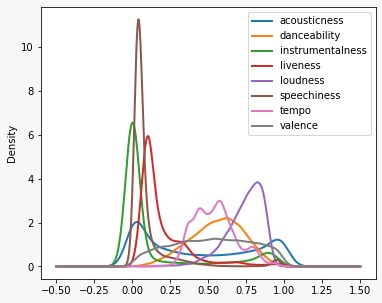 acousticness
danceability
instrumentalness
liveness
loudness
speechiness
tempo
valence
Density
10
8
6
4
2
0
−0.50 −0.25 0.00 0.25 0.50 0.75 1.00 1.25 1.50